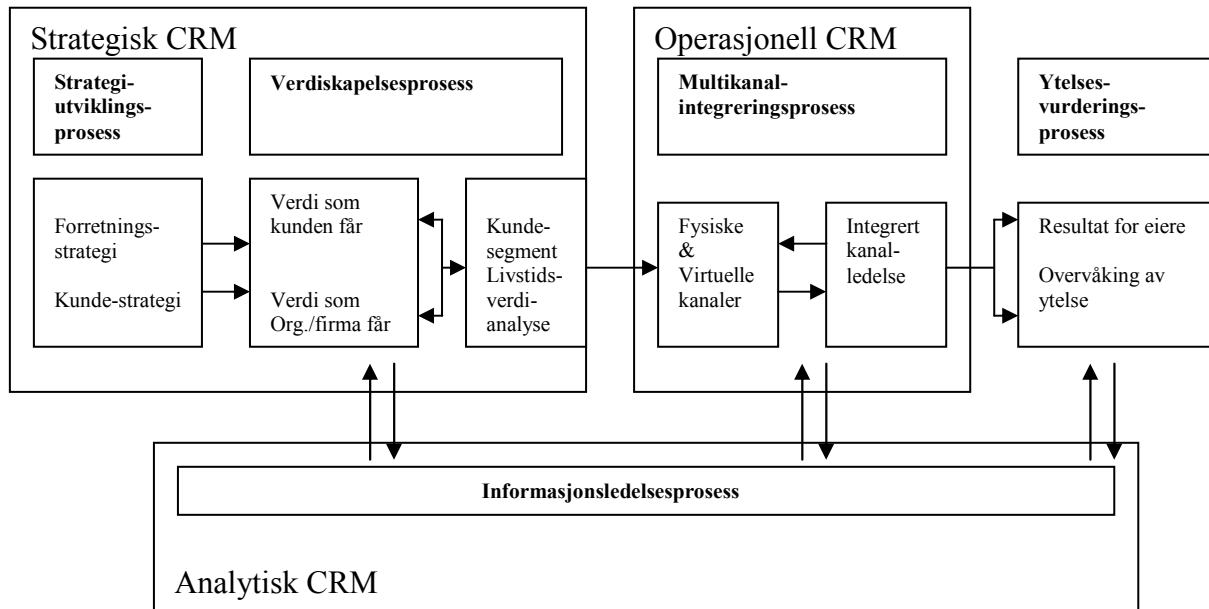 Strategisk CRM
Strategi-
utviklings-
prosess
Verdiskapelsesprosess
Forretnings-
strategi
Kunde-strategi
Verdi som
kunden får
Verdi som
Org./firma får
Kunde-
segment
Livstids-
verdi-
analyse
Operasjonell CRM
Multikanal-
integreringsprosess
Fysiske
&
Virtuelle
kanaler
Integrert
kanal-
ledelse
Ytelses-
vurderings-
prosess
Resultat for eiere
Overvåking av
ytelse
Informasjonsledelsesprosess
Analytisk CRM